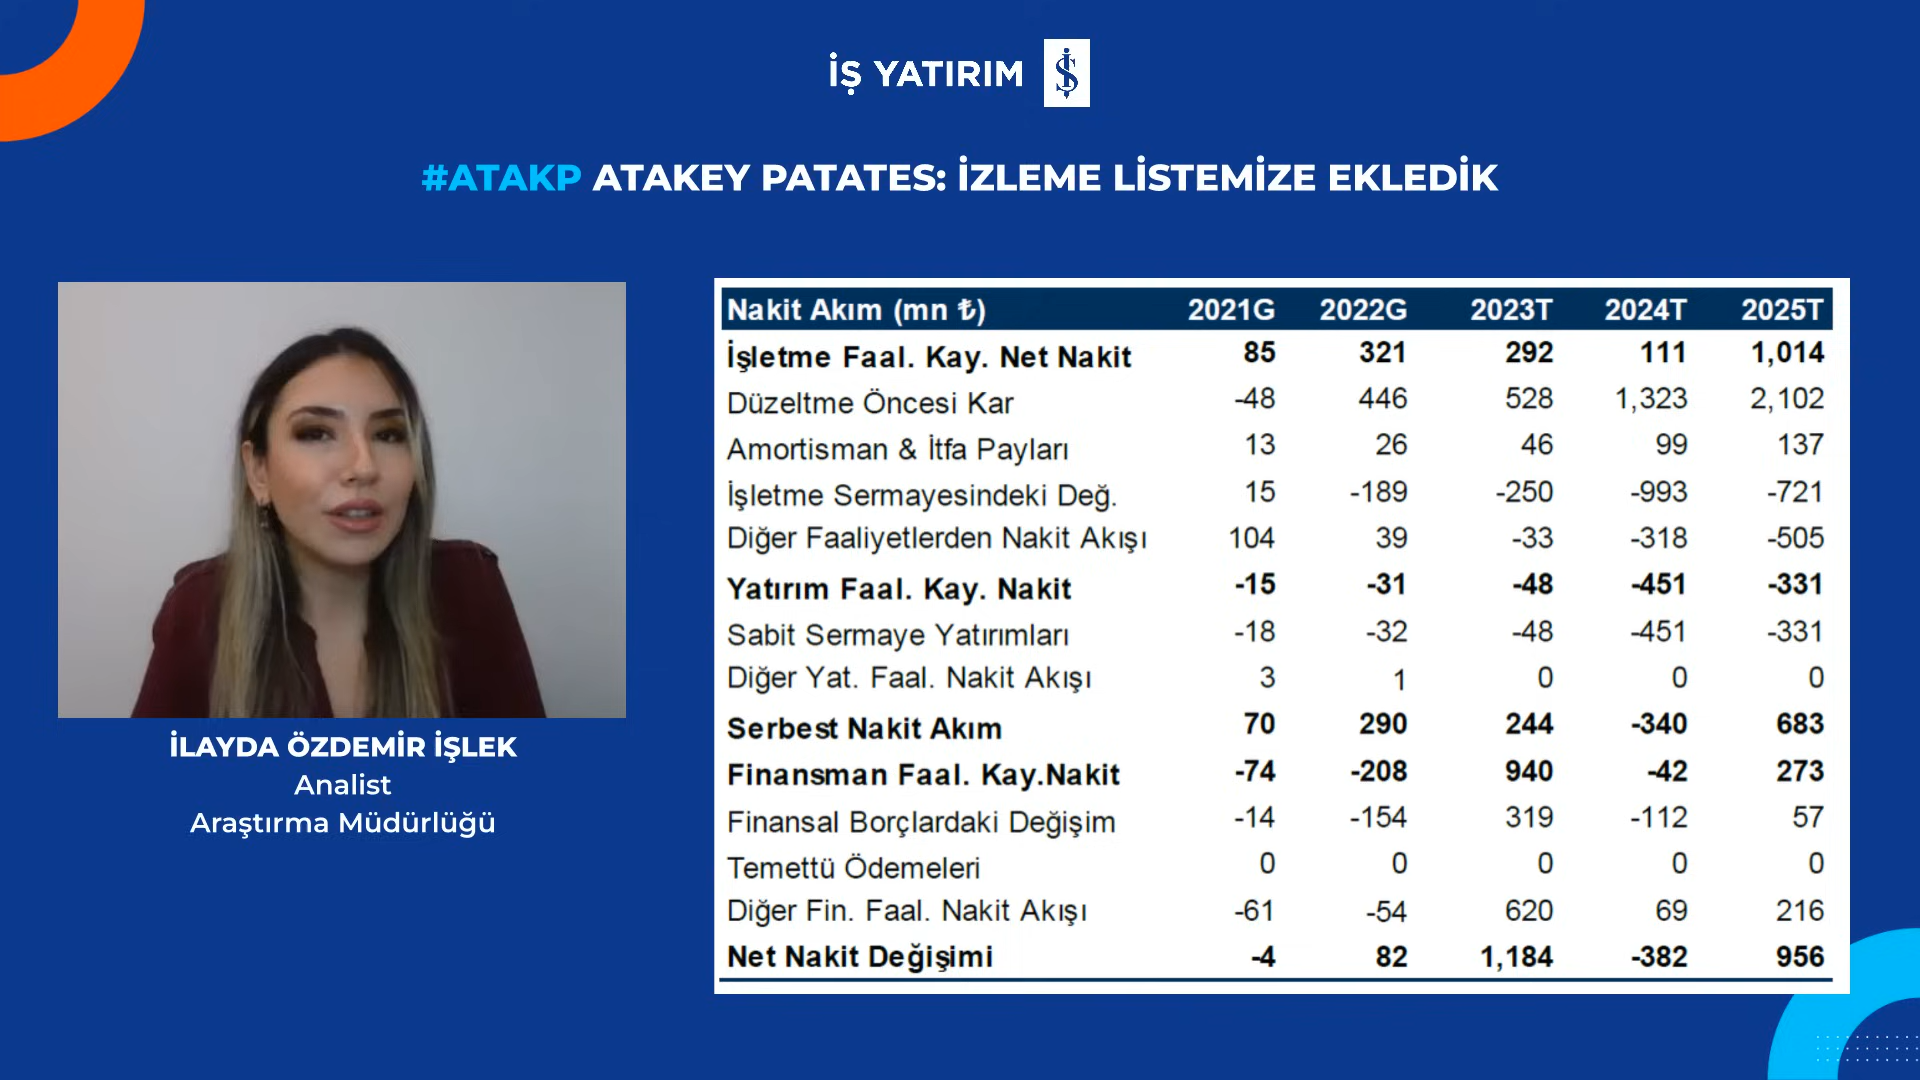 İŞ YATIRIM
#ATAKP ATAKEY PATATES: İZLEME LİSTEMİZE EKLEDİK
İLAYDA ÖZDEMİR İŞLEK
Analist
Araştırma Müdürlüğü
Nakit Akım (mn ₺) 2021G 2022G 2023T 2024T 2025T
İşletme Faal. Kay. Net Nakit 85 321 292 111 1,014
Düzeltme Öncesi Kar -48 446 528 1,323 2,102
Amortisman & İtfa Payları 13 26 46 99 137
İşletme Sermayesindeki Değ. 15 -189 -250 -993 -721
Diğer Faaliyetlerden Nakit Akışı 104 39 -33 -318 -505
Yatırım Faal. Kay. Nakit -15 -31 -48 -451 -331
Sabit Sermaye Yatırımları -18 -32 -48 -451 -331
Diğer Yat. Faal. Nakit Akışı 3 1 0 0 0
Serbest Nakit Akım 70 290 244 -340 683
Finansman Faal. Kay.Nakit -74 -208 940 -42 273
Finansal Borçlardaki Değişim -14 -154 319 -112 57
Temettü Ödemeleri 0 0 0 0 0
Diğer Fin. Faal. Nakit Akışı -61 -54 620 69 216
Net Nakit Değişimi -4 82 1,184 -382 956